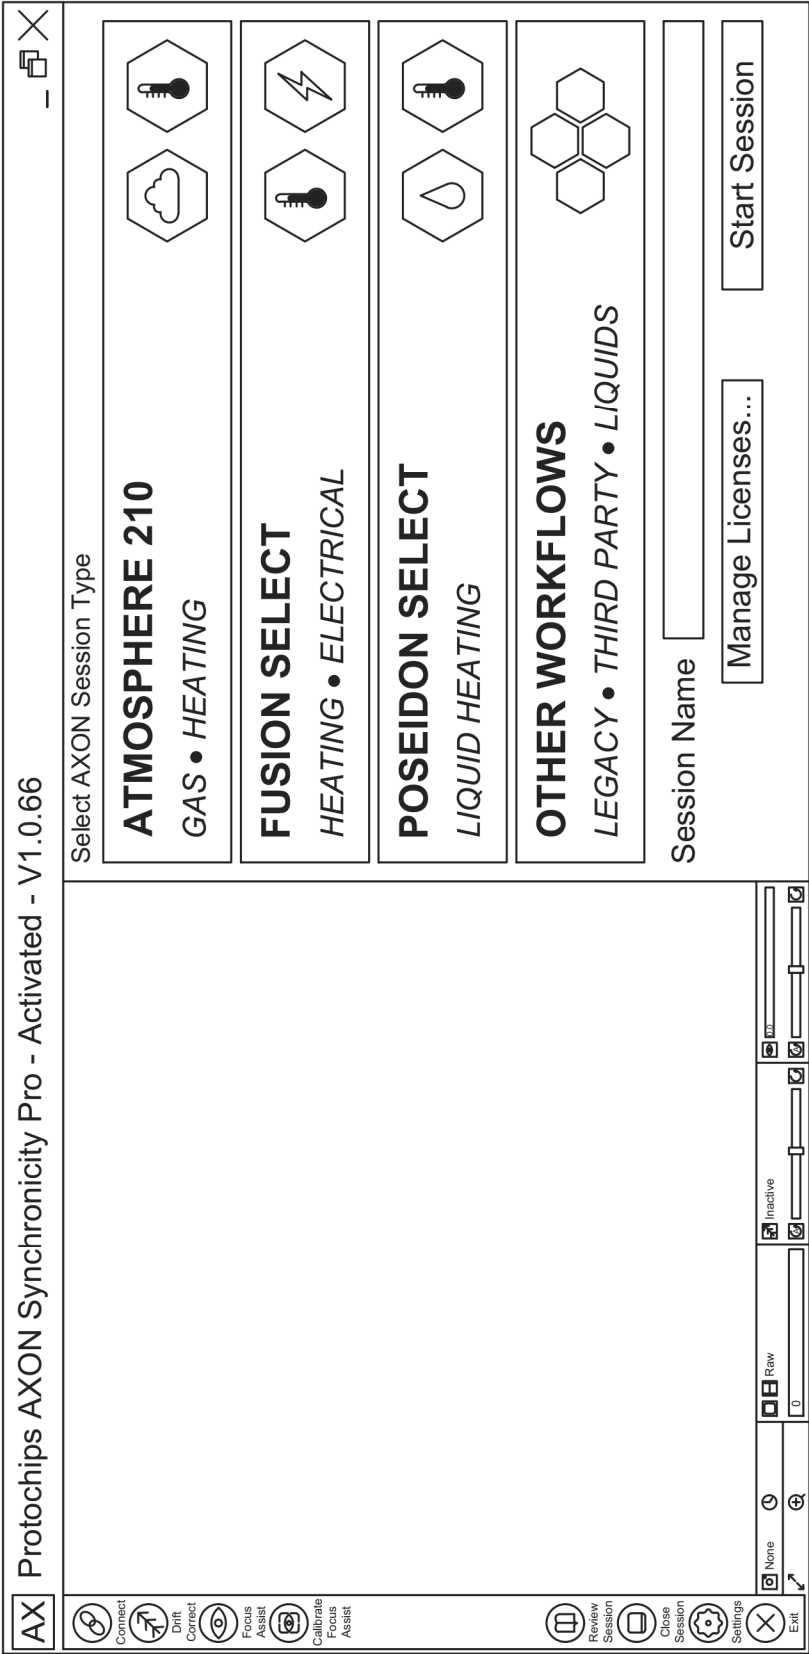 AX Protochips AXON Synchronicity Pro - Activated - V1.0.66
Connect
Drift
Correct
Focus
Assist
Calibrate
Focus
Assist
Review
Session
Close
Session
Settings
Exit
None
Raw
0
Inactive
0.0
Select AXON Session Type
ATMOSPHERE 210
GAS • HEATING
FUSION SELECT
HEATING • ELECTRICAL
POSEIDON SELECT
LIQUID HEATING
OTHER WORKFLOWS
LEGACY • THIRD PARTY • LIQUIDS
Session Name
Manage Licenses... Start Session